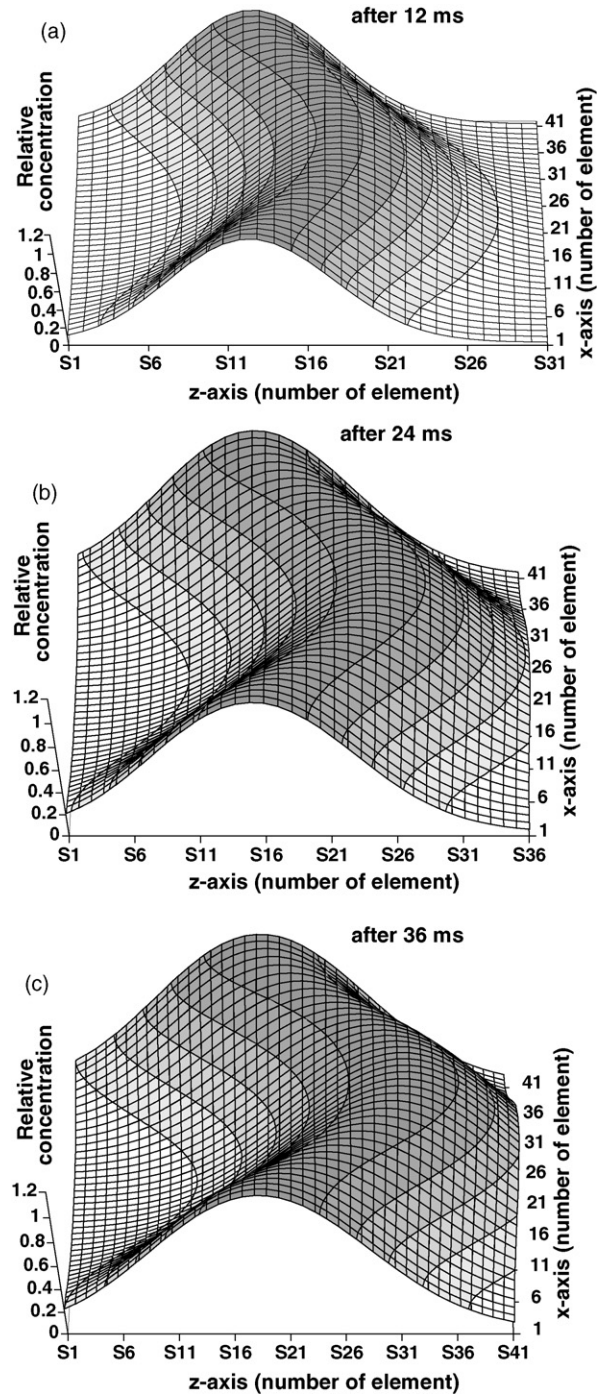 (a)
after 12 ms
Relative concentration
1.2
1
0.8
0.6
0.4
0.2
0
S1 S6 S11 S16 S21 S26 S31
z-axis (number of element)
41
36
31
26
21
16
11
6
1
x-axis (number of element)
(b)
after 24 ms
Relative concentration
1.2
1
0.8
0.6
0.4
0.2
0
S1 S6 S11 S16 S21 S26 S31 S36
z-axis (number of element)
41
36
31
26
21
16
11
6
1
x-axis (number of element)
(c)
after 36 ms
Relative concentration
1.2
1
0.8
0.6
0.4
0.2
0
S1 S6 S11 S16 S21 S26 S31 S36 S41
z-axis (number of element)
41
36
31
26
21
16
11
6
1
x-axis (number of element)